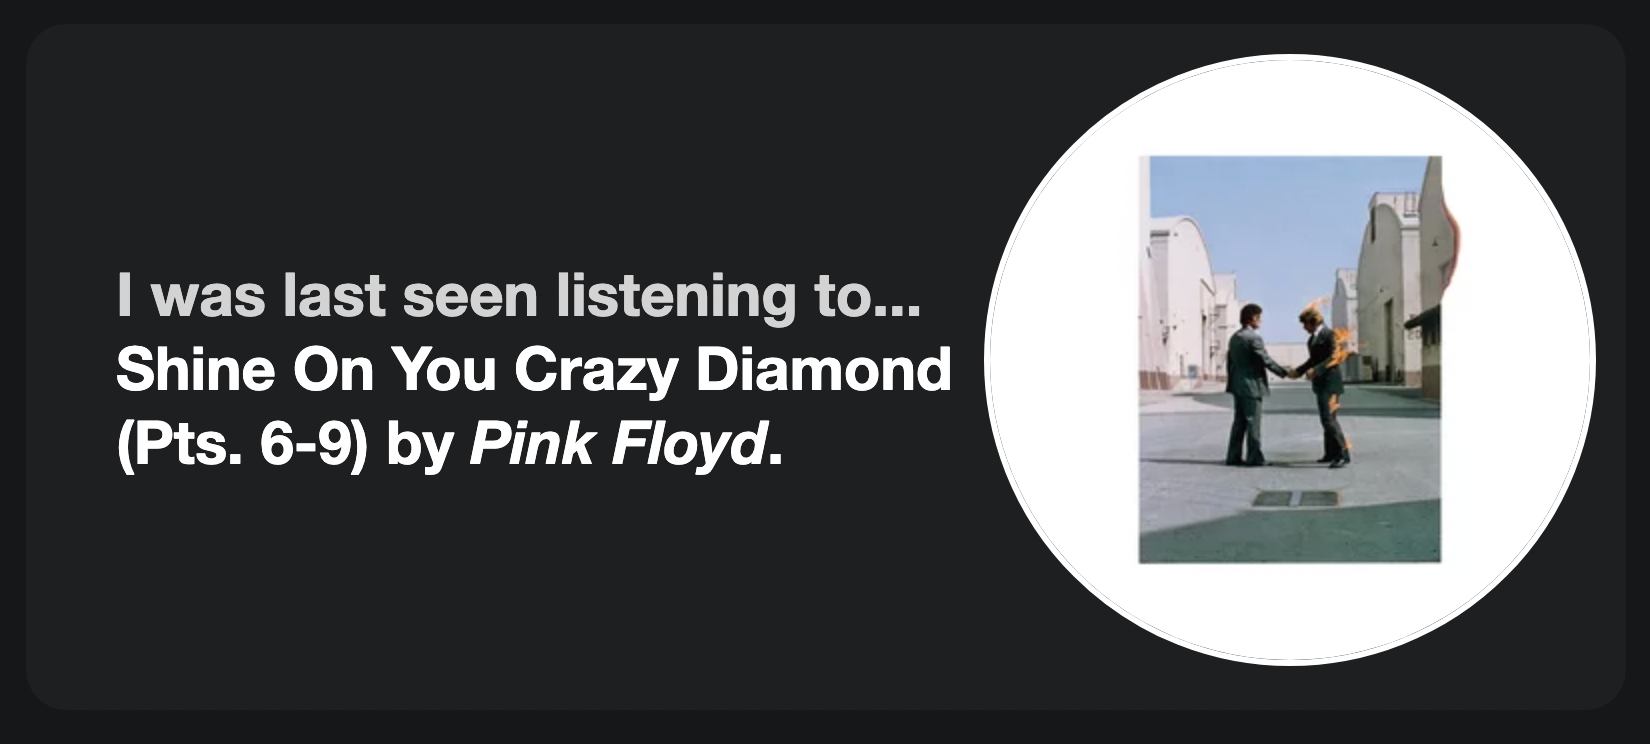 I was last seen listening to...
Shine On You Crazy Diamond
(Pts. 6-9) by Pink Floyd.